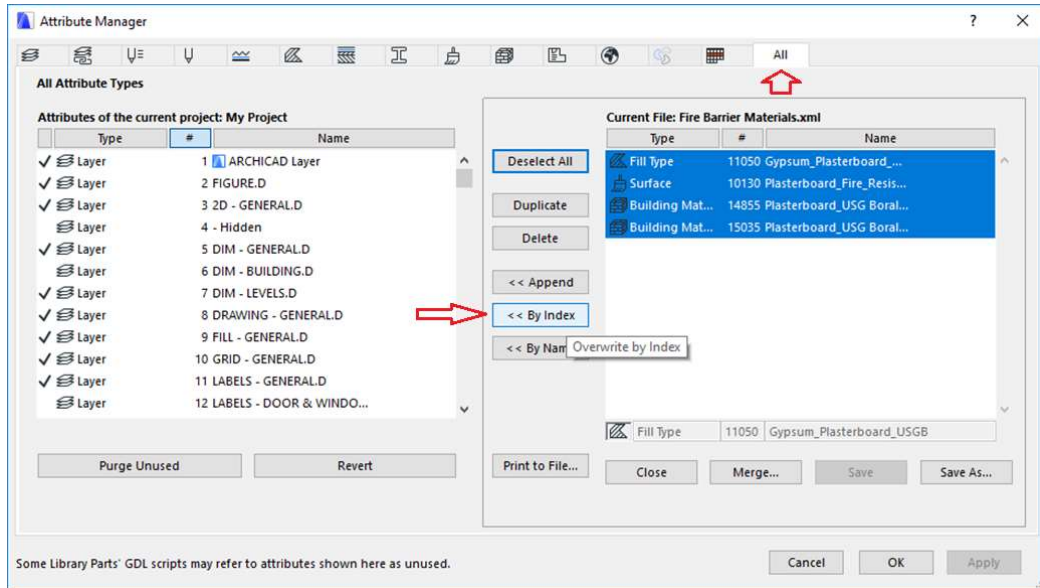 Attribute Manager
?
All
All Attribute Types
Attributes of the current project: My Project
Type # Name
Layer 1 ARCHICAD Layer
Layer 2 FIGURE.D
Layer 3 2D - GENERAL.D
Layer 4 - Hidden
Layer 5 DIM - GENERAL.D
Layer 6 DIM - BUILDING.D
Layer 7 DIM - LEVELS.D
Layer 8 DRAWING - GENERAL.D
Layer 9 FILL - GENERAL.D
Layer 10 GRID - GENERAL.D
Layer 11 LABELS - GENERAL.D
Layer 12 LABELS - DOOR & WINDO...
Purge Unused
Revert
Deselect All
Duplicate
Delete
<< Append
<< By Index
<< By Nam
Overwrite by Index
Print to File...
Current File: Fire Barrier Materials.xml
Type # Name
Fill Type 11050 Gypsum_Plasterboard_...
Surface 10130 Plasterboard_Fire_Resis...
Building Mat... 14855 Plasterboard_USG Boral...
Building Mat... 15035 Plasterboard_USG Boral...
Fill Type 11050 Gypsum_Plasterboard_USGB
Close
Merge...
Save
Save As...
Some Library Parts' GDL scripts may refer to attributes shown here as unused.
Cancel
OK
Apply